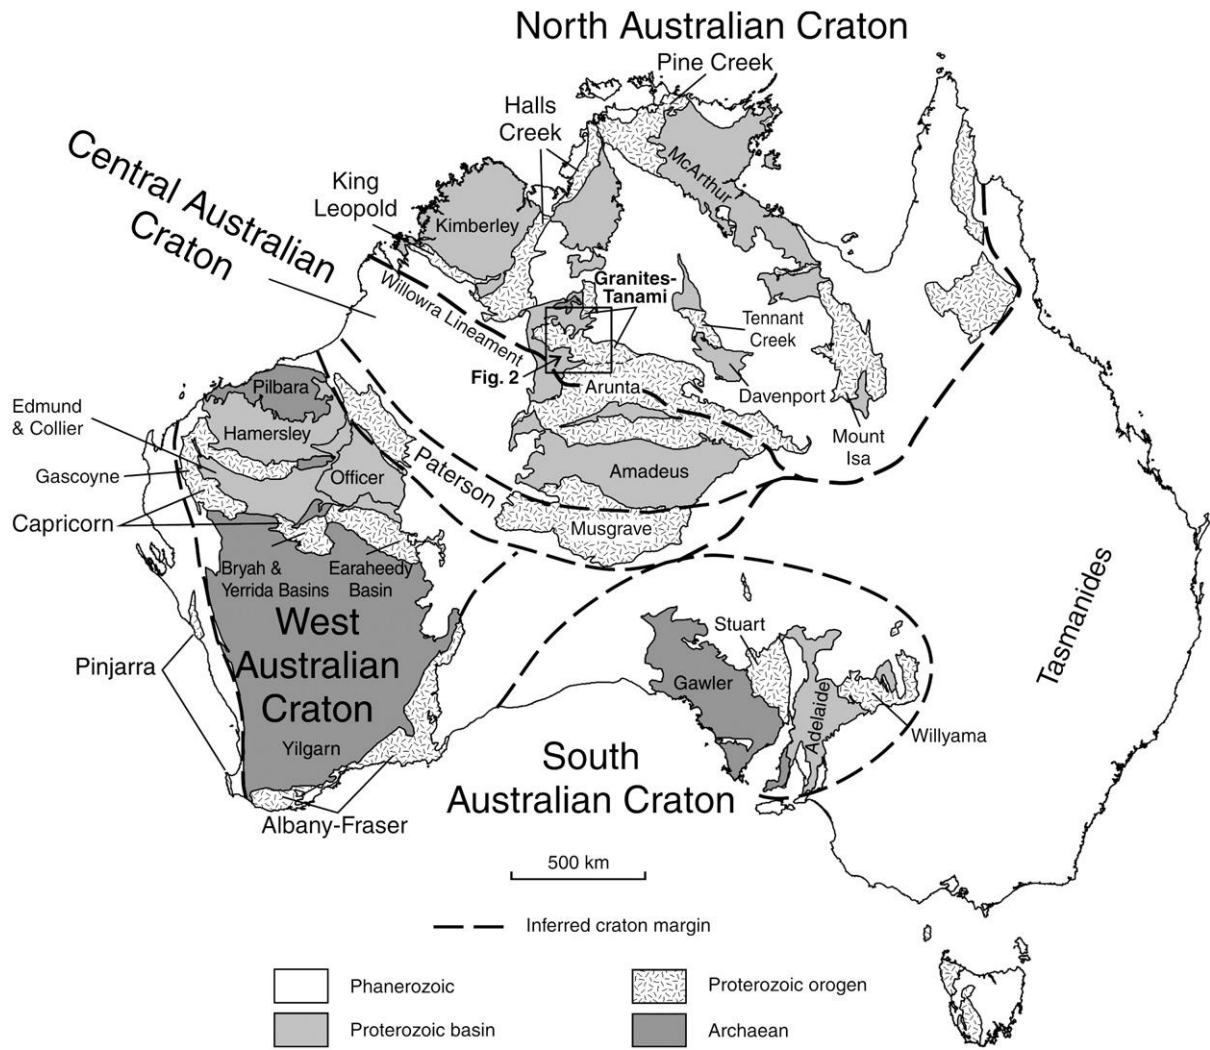 North Australian Craton
Pine Creek
Halls
Creek
McArthur
Central Australian
Craton
King
Leopold
Kimberley
Willowra Lineament
Granites-
Tanami
Tennant
Creek
Fig. 2
Arunta
Davenport
Pilbara
Edmund
& Collier
Hamersley
Mount
Isa
Gascoyne
Officer
Paterson
Amadeus
Capricorn
Musgrave
Bryah &
Yerrida Basins
Earaheedy
Basin
West
Australian
Craton
Tasmanides
Stuart
Pinjarra
Gawler
Adelaide
Willyama
Yilgarn
South
Australian Craton
Albany-Fraser
500 km
Inferred craton margin
Phanerozoic
Proterozoic orogen
Proterozoic basin
Archaean